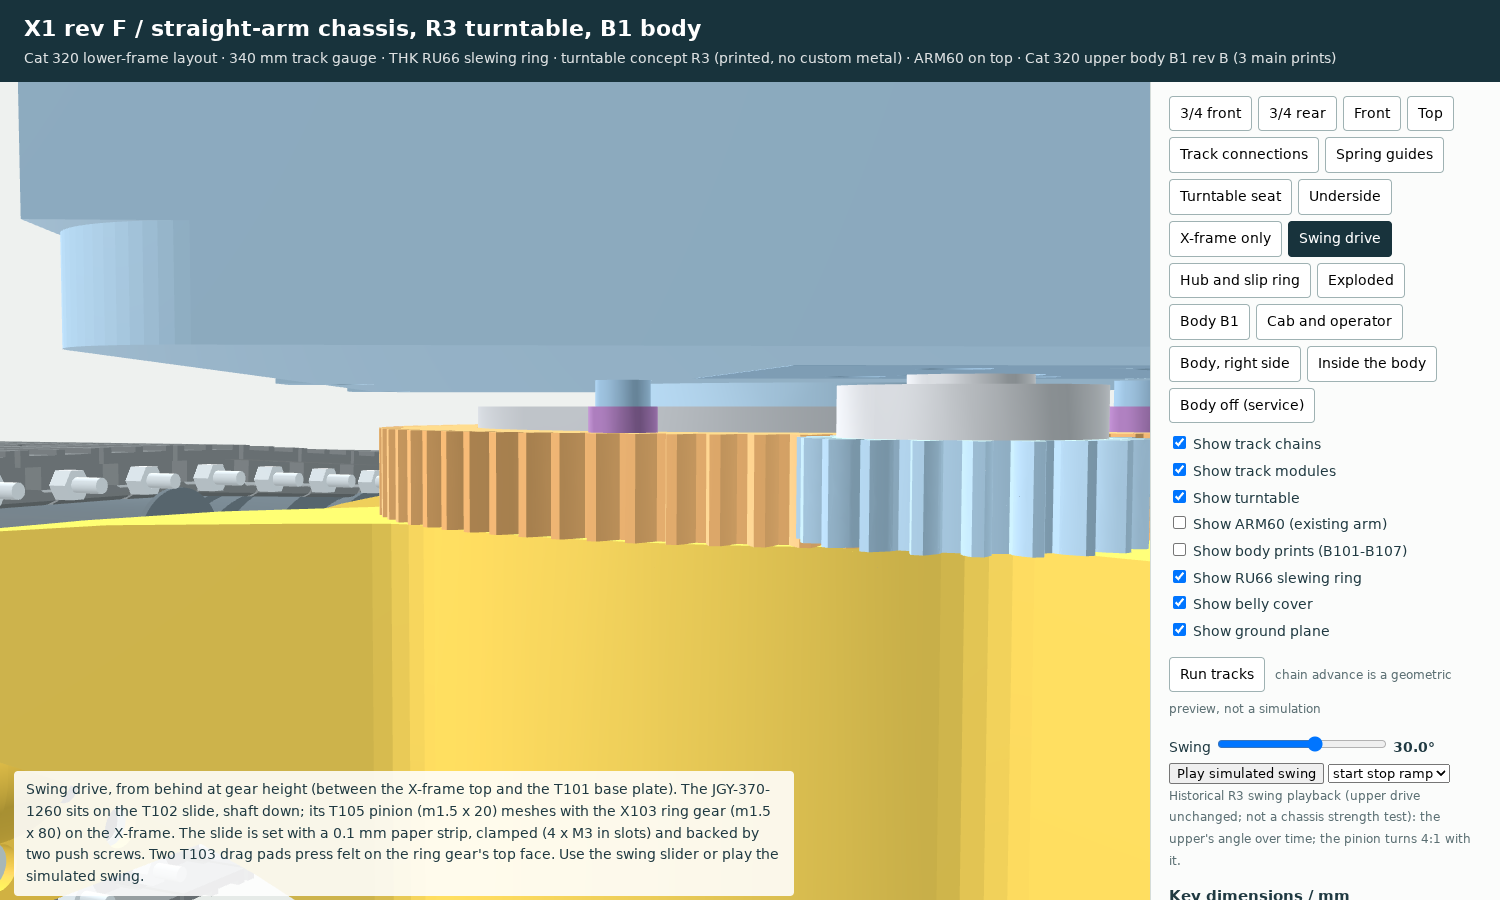 X1 rev F / straight-arm chassis, R3 turntable, B1 body
Cat 320 lower-frame layout · 340 mm track gauge · THK RU66 slewing ring · turntable concept R3 (printed, no custom metal) · ARM60 on top · Cat 320 upper body B1 rev B (3 main prints)
3/4 front
3/4 rear
Front
Top
Track connections
Spring guides
Turntable seat
Underside
X-frame only
Swing drive
Hub and slip ring
Exploded
Body B1
Cab and operator
Body, right side
Inside the body
Body off (service)
Show track chains
Show track modules
Show turntable
Show ARM60 (existing arm)
Show body prints (B101-B107)
Show RU66 slewing ring
Show belly cover
Show ground plane
Run tracks
chain advance is a geometric
preview, not a simulation
Swing
30.0°
Play simulated swing
start stop ramp
Historical R3 swing playback (upper drive
unchanged; not a chassis strength test): the
upper's angle over time; the pinion turns 4:1 with
it.
Key dimensions / mm
Swing drive, from behind at gear height (between the X-frame top and the T101 base plate). The JGY-370-
1260 sits on the T102 slide, shaft down; its T105 pinion (m1.5 x 20) meshes with the X103 ring gear (m1.5
x 80) on the X-frame. The slide is set with a 0.1 mm paper strip, clamped (4 x M3 in slots) and backed by
two push screws. Two T103 drag pads press felt on the ring gear's top face. Use the swing slider or play the
simulated swing.